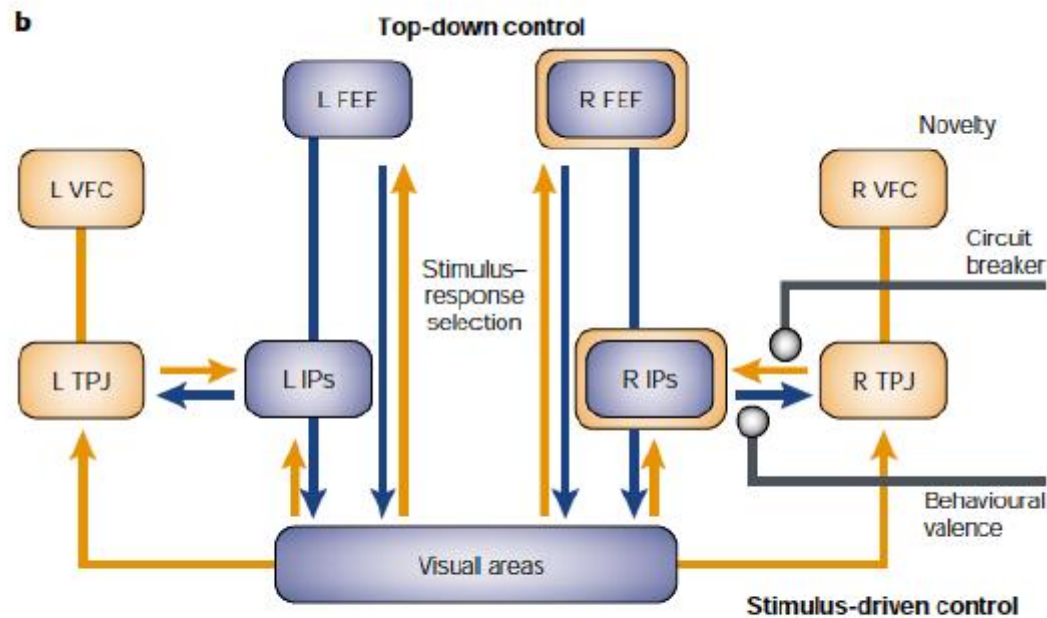 b
Top-down control
L FEF
R FEF
Novelty
L VFC
R VFC
Circuit
breaker
Stimulus–
response
selection
L TPJ
L IPs
R IPs
R TPJ
Behavioural
valence
Visual areas
Stimulus-driven control